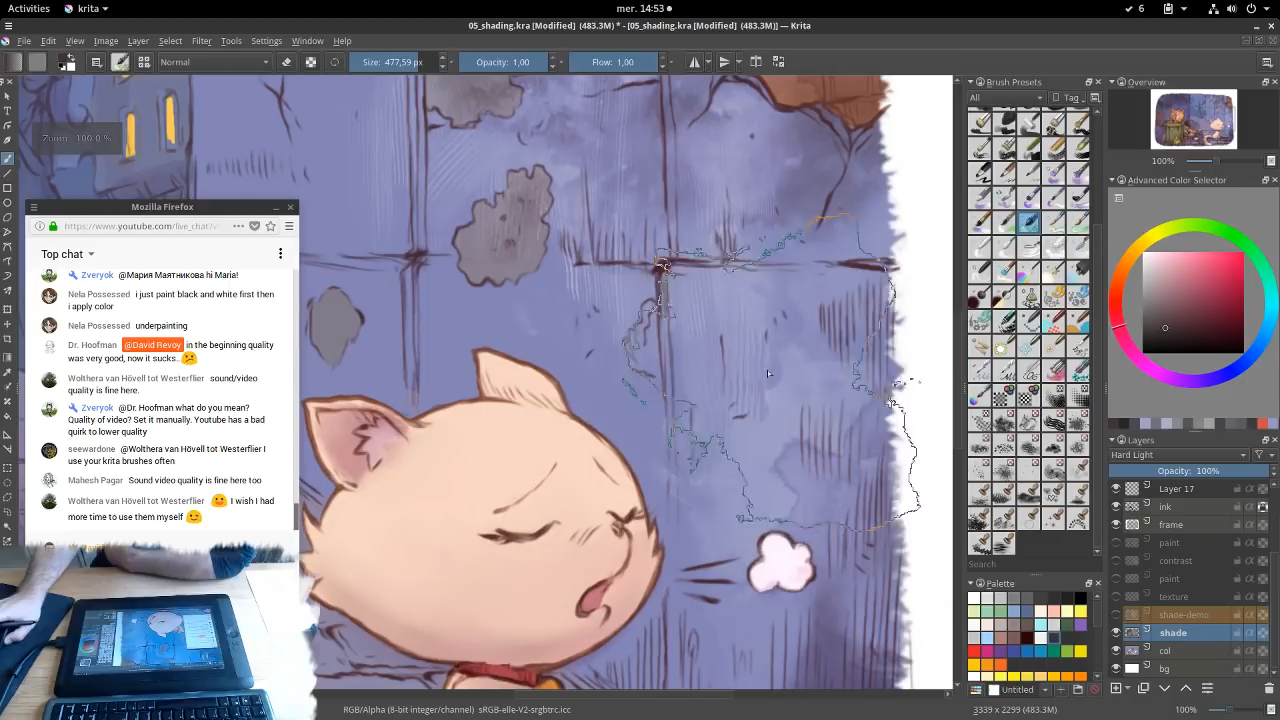 Activities
krita
mer. 14:53
6
05_shading.kra [Modified] (483.3M) * - [05_shading.kra [Modified] (483.3M)] — Krita
File Edit View Image Layer Select Filter Tools Settings Window Help
Normal
Size: 477,59 px
Opacity: 1,00
Flow: 1,00
Zoom: 100.0 %
Mozilla Firefox
https://www.youtube.com/live_chat?v
Top chat
Zveryok @Мария Маятникова hi Maria!
Nela Possessed i just paint black and white first then
i apply color
Nela Possessed underpainting
Dr. Hoofman @David Revoy in the beginning quality
was very good, now it sucks..
Wolthera van Hövell tot Westerflier sound/video
quality is fine here.
Zveryok @Dr. Hoofman what do you mean?
Quality of video? Set it manually. Youtube has a bad
quirk to lower quality
seewardone @Wolthera van Hövell tot Westerflier I
use your krita brushes often
Mahesh Pagar Sound video quality is fine here too
Wolthera van Hövell tot Westerflier I wish I had
more time to use them myself
Brush Presets
All
Tag
Search
Palette
Untitled
Overview
100%
Advanced Color Selector
Layers
Hard Light
Opacity: 100%
Layer 17
ink
frame
paint
contrast
paint
texture
shade-demo
shade
col
bg
RGB/Alpha (8-bit integer/channel) sRGB-elle-V2-srgbtrc.icc
3339 x 2299 (483.3M)
100%